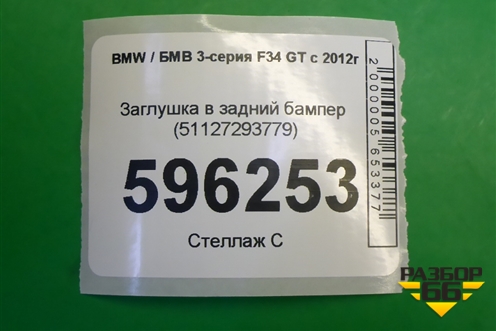 BMW / БМВ 3-серия F34 GT с 2012г
Заглушка в задний бампер
(51127293779)
596253
Стеллаж С
2000005653377
РАЗБОР
66